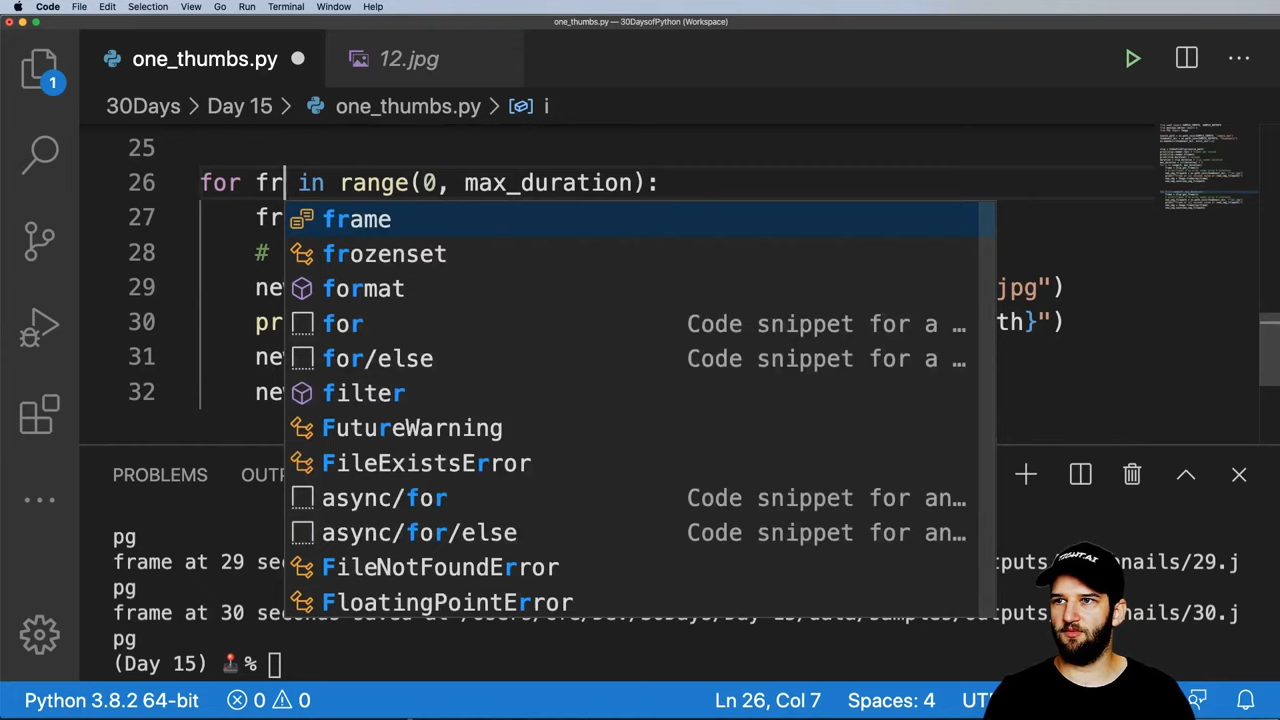 Code File Edit Selection View Go Run Terminal Window Help
one_thumbs.py — 30DaysofPython (Workspace)
one_thumbs.py
12.jpg
1
30Days > Day 15 > one_thumbs.py > i
25
26 for fr in range(0, max_duration):
27 fr
28 #
29 ne jpg")
30 pr th}")
31 ne
32 ne
frame
frozenset
format
for Code snippet for a …
for/else Code snippet for a …
filter
FutureWarning
FileExistsError
async/for Code snippet for an…
async/for/else Code snippet for an…
FileNotFoundError
FloatingPointError
PROBLEMS OUT
pg
frame at 29 se tputs nails/29.j
pg
frame at 30 nails/30.j
pg
(Day 15) %
Python 3.8.2 64-bit 0 0 Ln 26, Col 7 Spaces: 4 UT